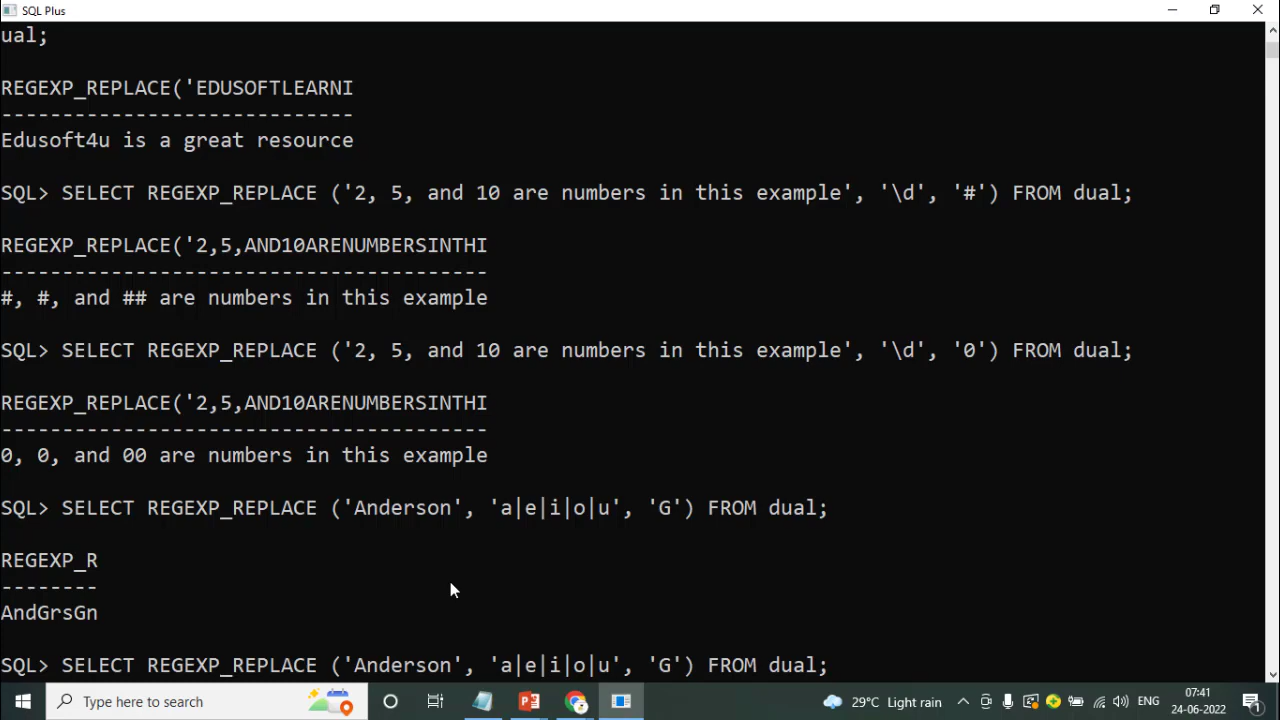 SQL Plus
ual;
REGEXP_REPLACE('EDUSOFTLEARNI
-----------------------------
Edusoft4u is a great resource
SQL> SELECT REGEXP_REPLACE ('2, 5, and 10 are numbers in this example', '\d', '#') FROM dual;
REGEXP_REPLACE('2,5,AND10ARENUMBERSINTHI
----------------------------------------
#, #, and ## are numbers in this example
SQL> SELECT REGEXP_REPLACE ('2, 5, and 10 are numbers in this example', '\d', '0') FROM dual;
REGEXP_REPLACE('2,5,AND10ARENUMBERSINTHI
----------------------------------------
0, 0, and 00 are numbers in this example
SQL> SELECT REGEXP_REPLACE ('Anderson', 'a|e|i|o|u', 'G') FROM dual;
REGEXP_R
--------
AndGrsGn
SQL> SELECT REGEXP_REPLACE ('Anderson', 'a|e|i|o|u', 'G') FROM dual;
Type here to search
29°C Light rain
ENG
07:41
24-06-2022
1